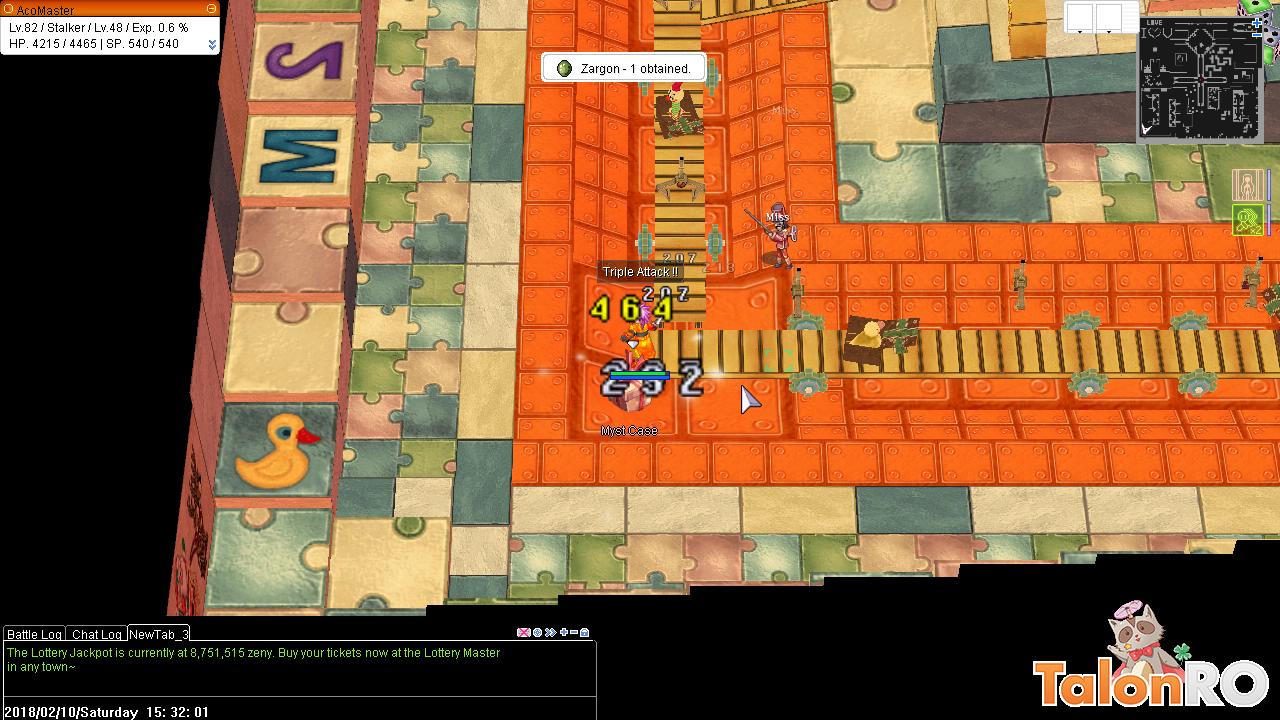 AcoMaster
Lv.82 / Stalker / Lv.48 / Exp. 0.6 %
HP. 4215 / 4465 | SP. 540 / 540
Zargon - 1 obtained.
LOVE
S
M
Miss
Miss
207
213
Triple Attack !!
207
464
Myst Case
Battle Log
Chat Log
NewTab_3
The Lottery Jackpot is currently at 8,751,515 zeny. Buy your tickets now at the Lottery Master
in any town~
2018/02/10/Saturday 15: 32: 01
TalonRO